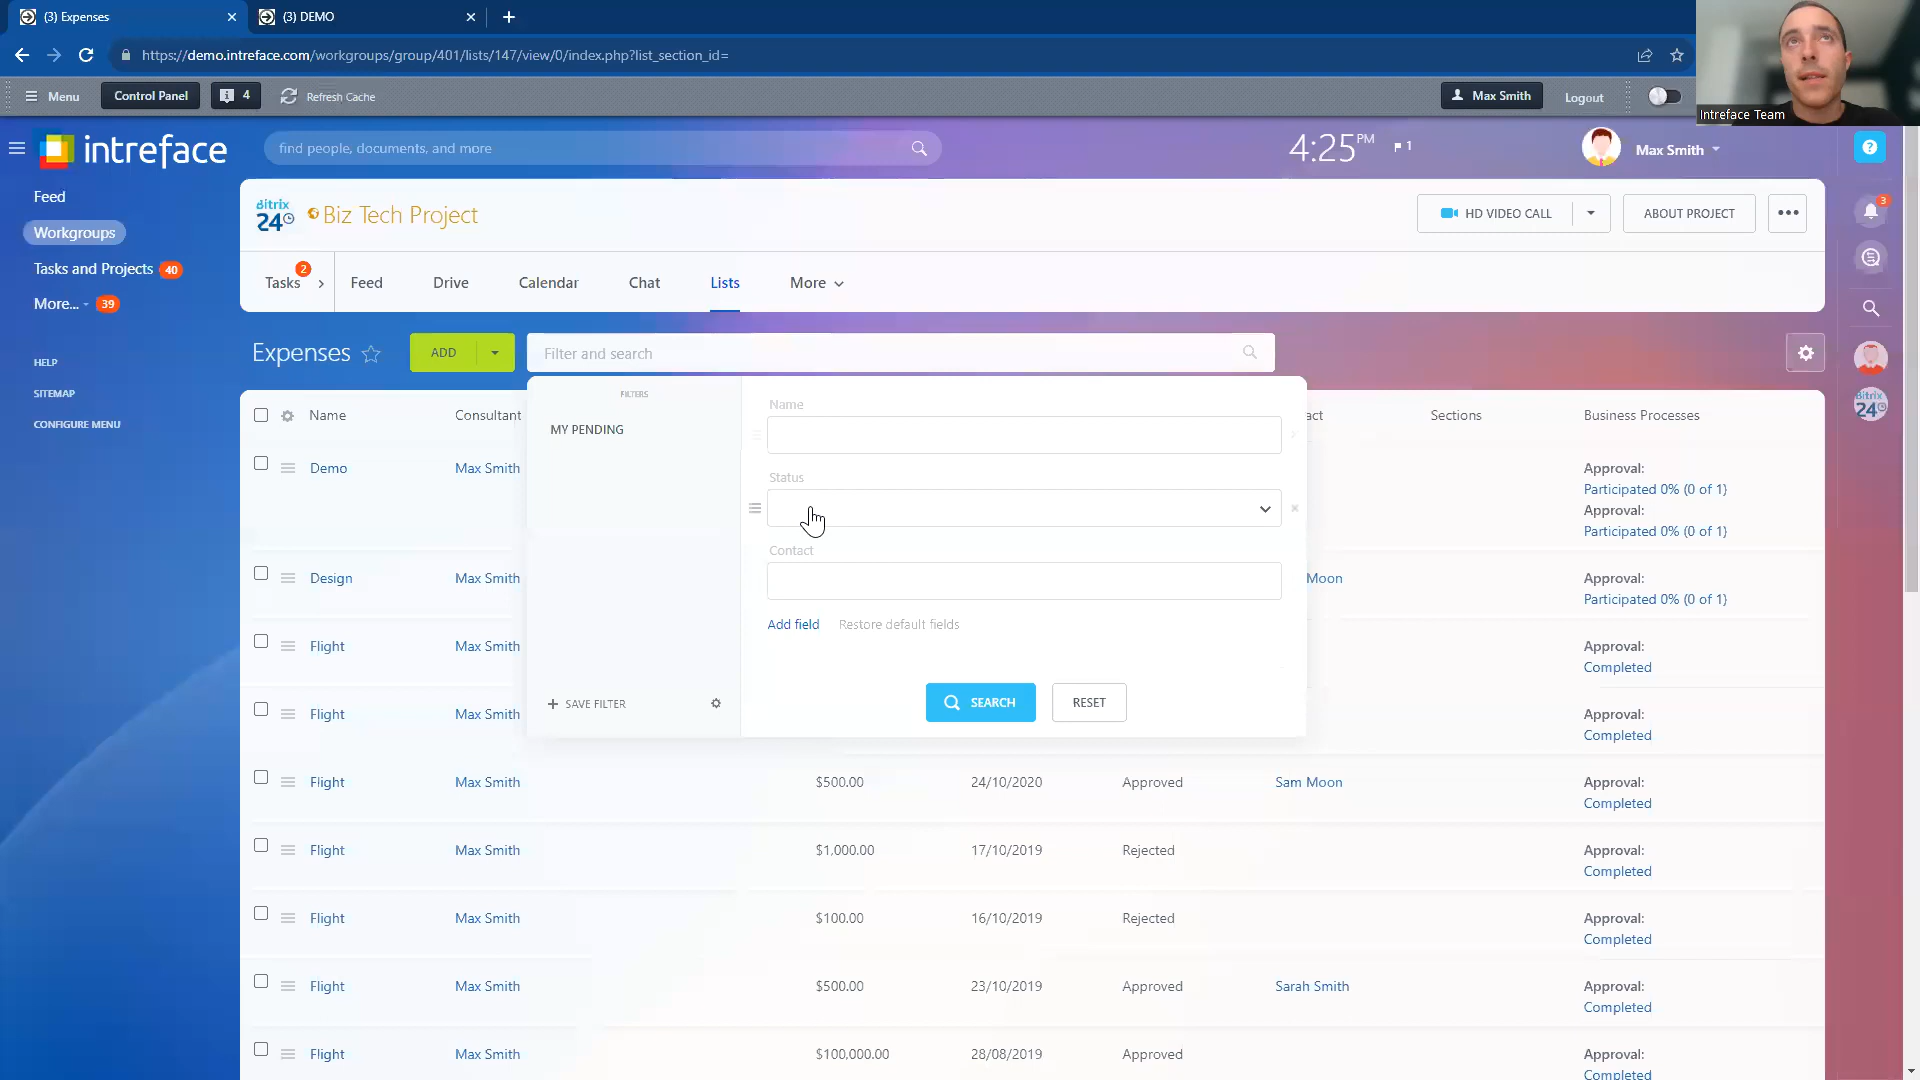 (3) Expenses
(3) DEMO
https://demo.intreface.com/workgroups/group/401/lists/147/view/0/index.php?list_section_id=
Menu
Control Panel
4
Refresh Cache
Max Smith
Logout
Intreface Team
intreface
find people, documents, and more
4:25 PM
1
Max Smith
Feed
Workgroups
Tasks and Projects 40
More... 39
HELP
SITEMAP
CONFIGURE MENU
Bitrix 24
Biz Tech Project
HD VIDEO CALL
ABOUT PROJECT
3
Tasks 2
Feed
Drive
Calendar
Chat
Lists
More
Expenses
ADD
Filter and search
Bitrix 24
FILTERS
MY PENDING
Name
Status
Contact
Add field
Restore default fields
SAVE FILTER
SEARCH
RESET
Name Consultant act Sections Business Processes
Demo Max Smith Approval:
Participated 0% (0 of 1)
Approval:
Participated 0% (0 of 1)
Design Max Smith Moon Approval:
Participated 0% (0 of 1)
Flight Max Smith Approval:
Completed
Flight Max Smith Approval:
Completed
Flight Max Smith $500.00 24/10/2020 Approved Sam Moon Approval:
Completed
Flight Max Smith $1,000.00 17/10/2019 Rejected Approval:
Completed
Flight Max Smith $100.00 16/10/2019 Rejected Approval:
Completed
Flight Max Smith $500.00 23/10/2019 Approved Sarah Smith Approval:
Completed
Flight Max Smith $100,000.00 28/08/2019 Approved Approval:
Completed